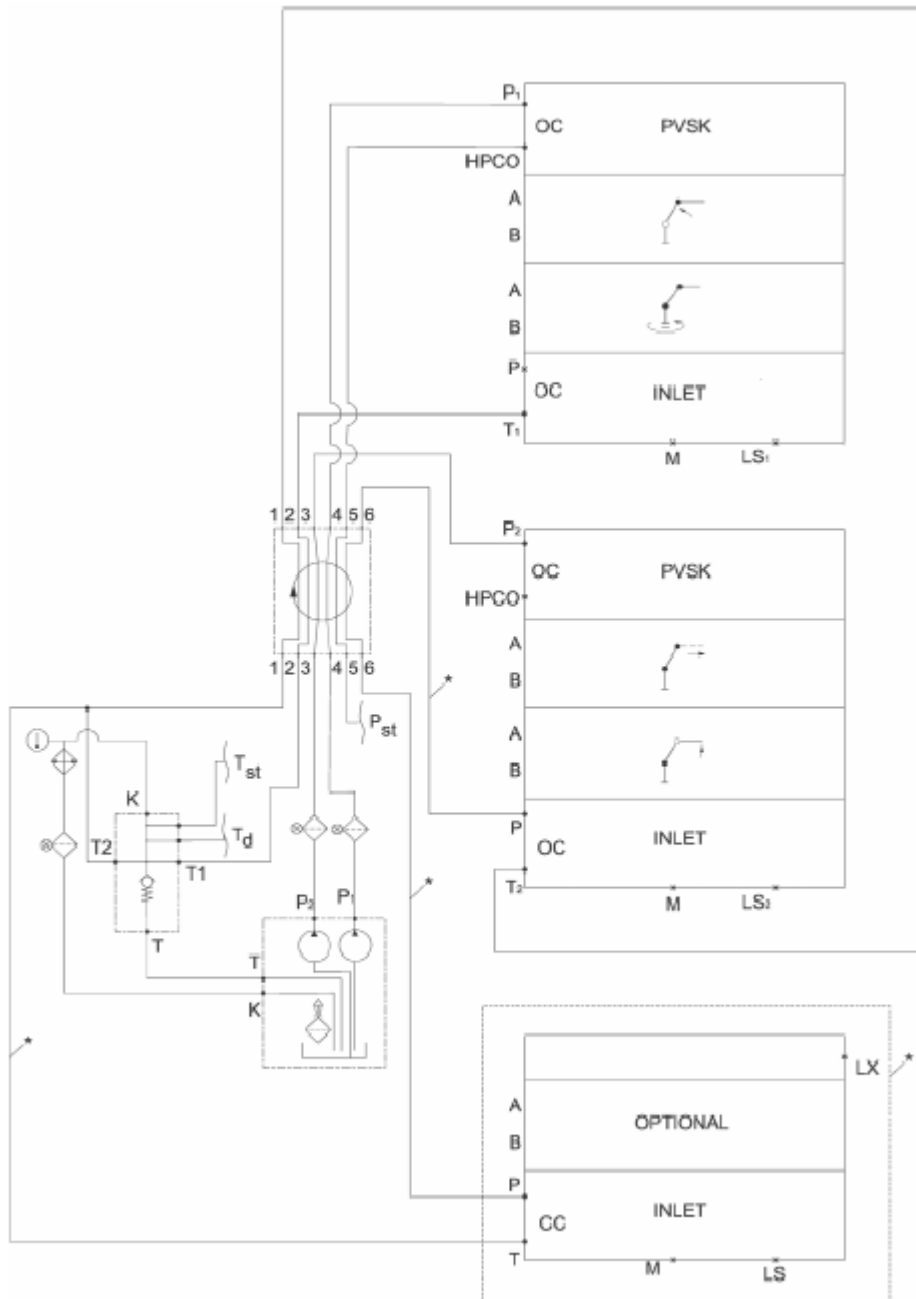 P1
OC PVSK
HPCO
A
B
A
B
P
OC INLET
T1
M LS1
1 2 3 4 5 6
P2
OC PVSK
HPCO
A
B
A
B
1 2 3 4 5 6
*
Pst
Tst
K
Td
P
OC INLET
T2 T1
T2
M LS2
P2 P1
T
T
K
*
*
LX *
A
OPTIONAL
B
P
INLET
CC
T
M LS